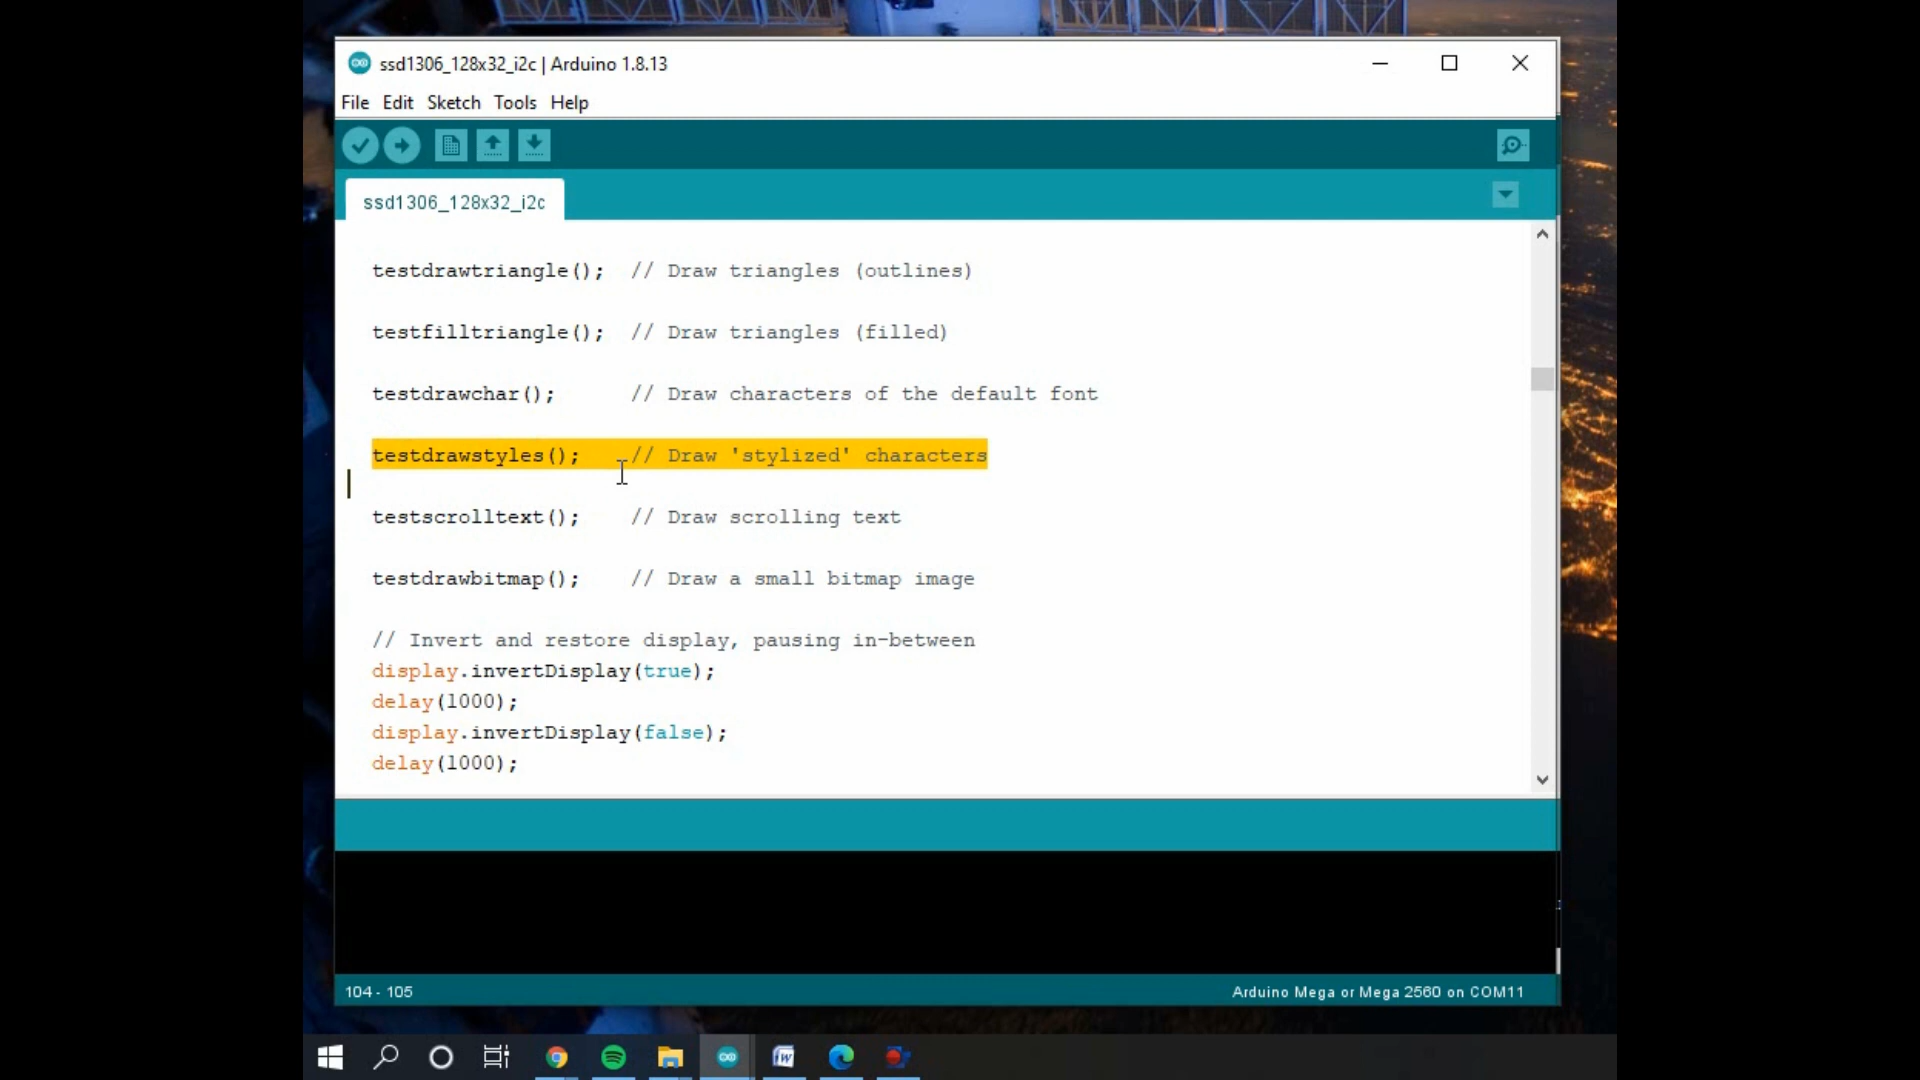 ssd1306_128x32_i2c | Arduino 1.8.13
File Edit Sketch Tools Help
ssd1306_128x32_i2c
testdrawtriangle();  // Draw triangles (outlines)
testfilltriangle();  // Draw triangles (filled)
testdrawchar();      // Draw characters of the default font
testdrawstyles();    // Draw 'stylized' characters
testscrolltext();    // Draw scrolling text
testdrawbitmap();    // Draw a small bitmap image
// Invert and restore display, pausing in-between
display.invertDisplay(true);
delay(1000);
display.invertDisplay(false);
delay(1000);
104 - 105
Arduino Mega or Mega 2560 on COM11